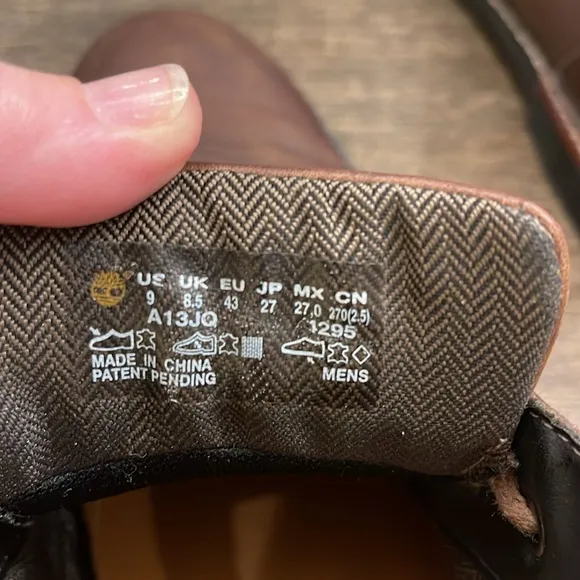 US UK EU JP MX CN
9 8.5 43 27 27.0 270(2.5)
A13JQ 1295
MADE IN CHINA
PATENT PENDING MENS